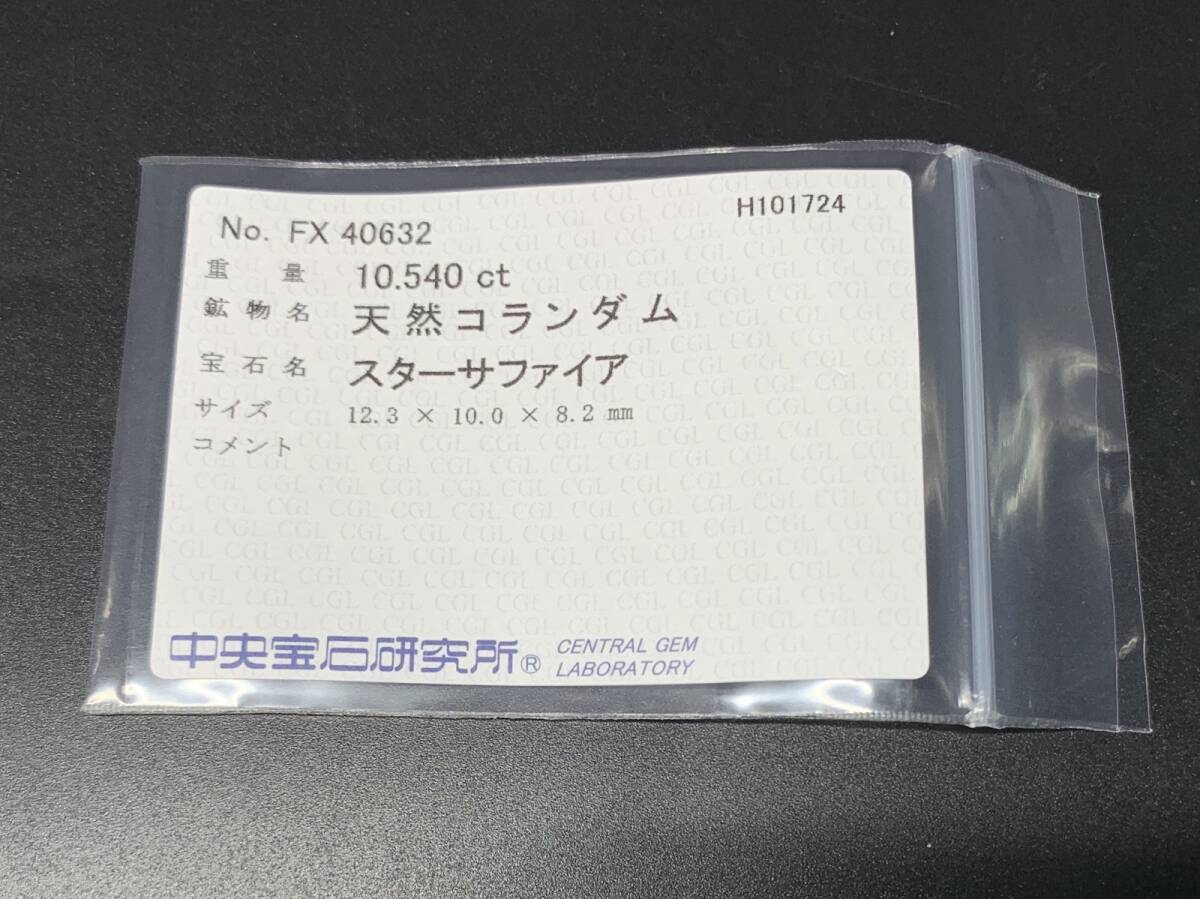 H101724
No. FX 40632
重量 10.540 ct
鉱物名 天然コランダム
宝石名 スターサファイア
サイズ 12.3 × 10.0 × 8.2 mm
コメント
中央宝石研究所® CENTRAL GEM
LABORATORY